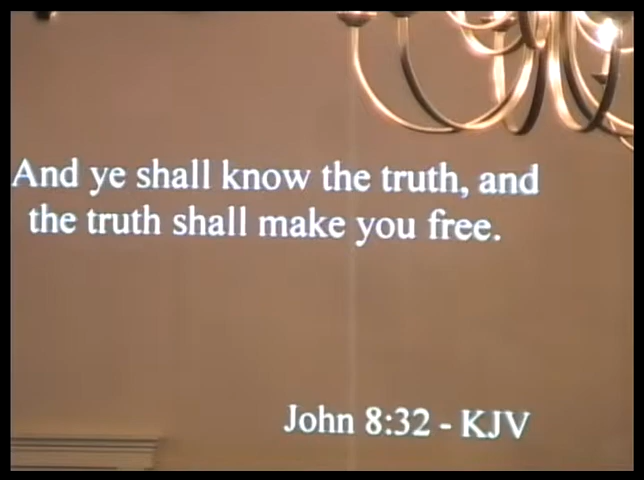 And ye shall know the truth, and
the truth shall make you free.
John 8:32 - KJV